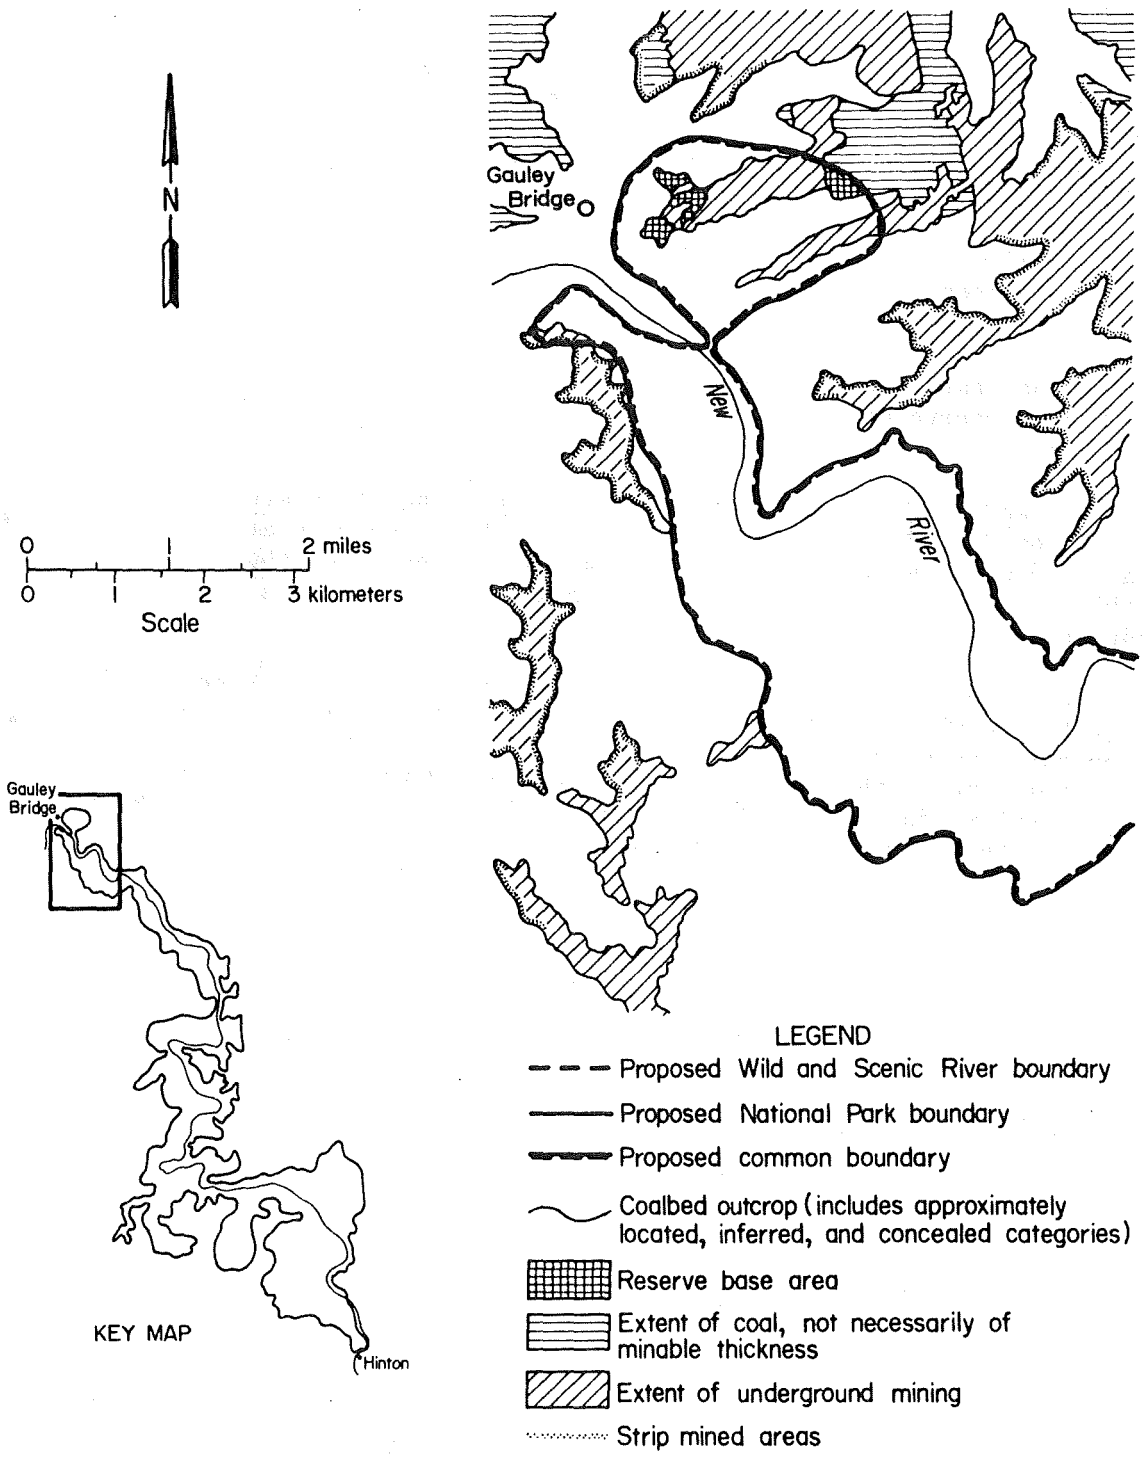 N
Gauley
Bridge
New
River
0 1 2 miles
0 1 2 3 kilometers
Scale
Gauley
Bridge
Hinton
KEY MAP
LEGEND
Proposed Wild and Scenic River boundary
Proposed National Park boundary
Proposed common boundary
Coalbed outcrop (includes approximately
located, inferred, and concealed categories)
Reserve base area
Extent of coal, not necessarily of
minable thickness
Extent of underground mining
Strip mined areas